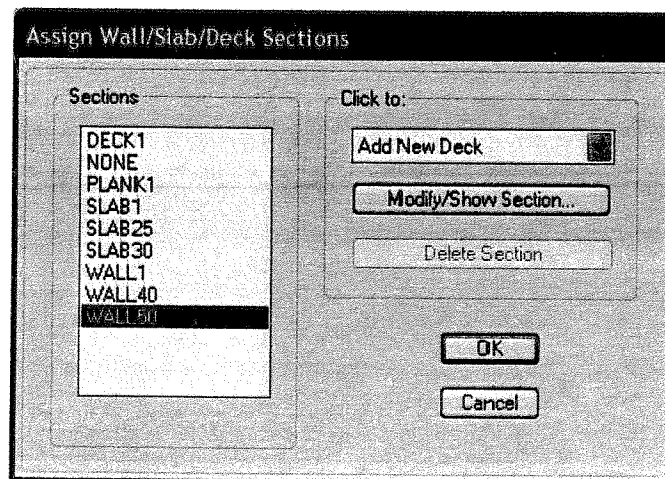 Assign Wall/Slab/Deck Sections
Sections
DECK1
NONE
PLANK1
SLAB1
SLAB25
SLAB30
WALL1
WALL40
WALL50
Click to:
Add New Deck
Modify/Show Section...
Delete Section
OK
Cancel